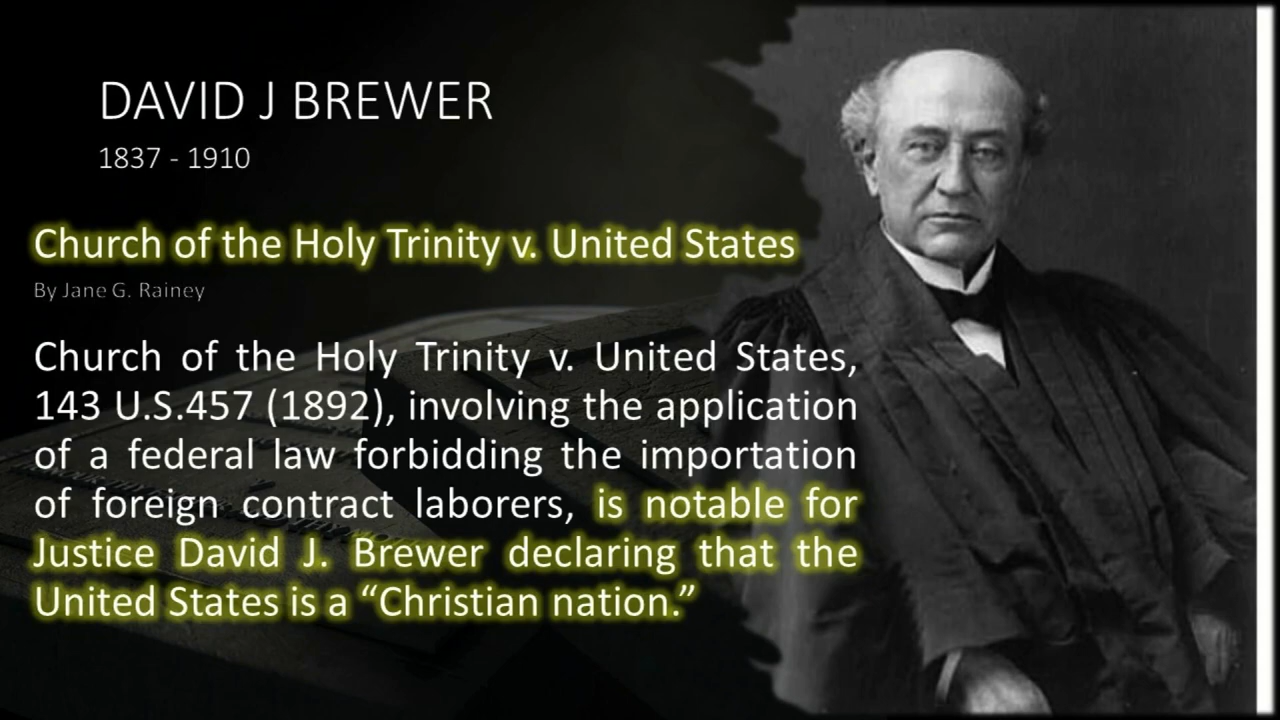 DAVID J BREWER
1837 - 1910
Church of the Holy Trinity v. United States
By Jane G. Rainey
Church of the Holy Trinity v. United States,
143 U.S.457 (1892), involving the application
of a federal law forbidding the importation
of foreign contract laborers, is notable for
Justice David J. Brewer declaring that the
United States is a “Christian nation.”